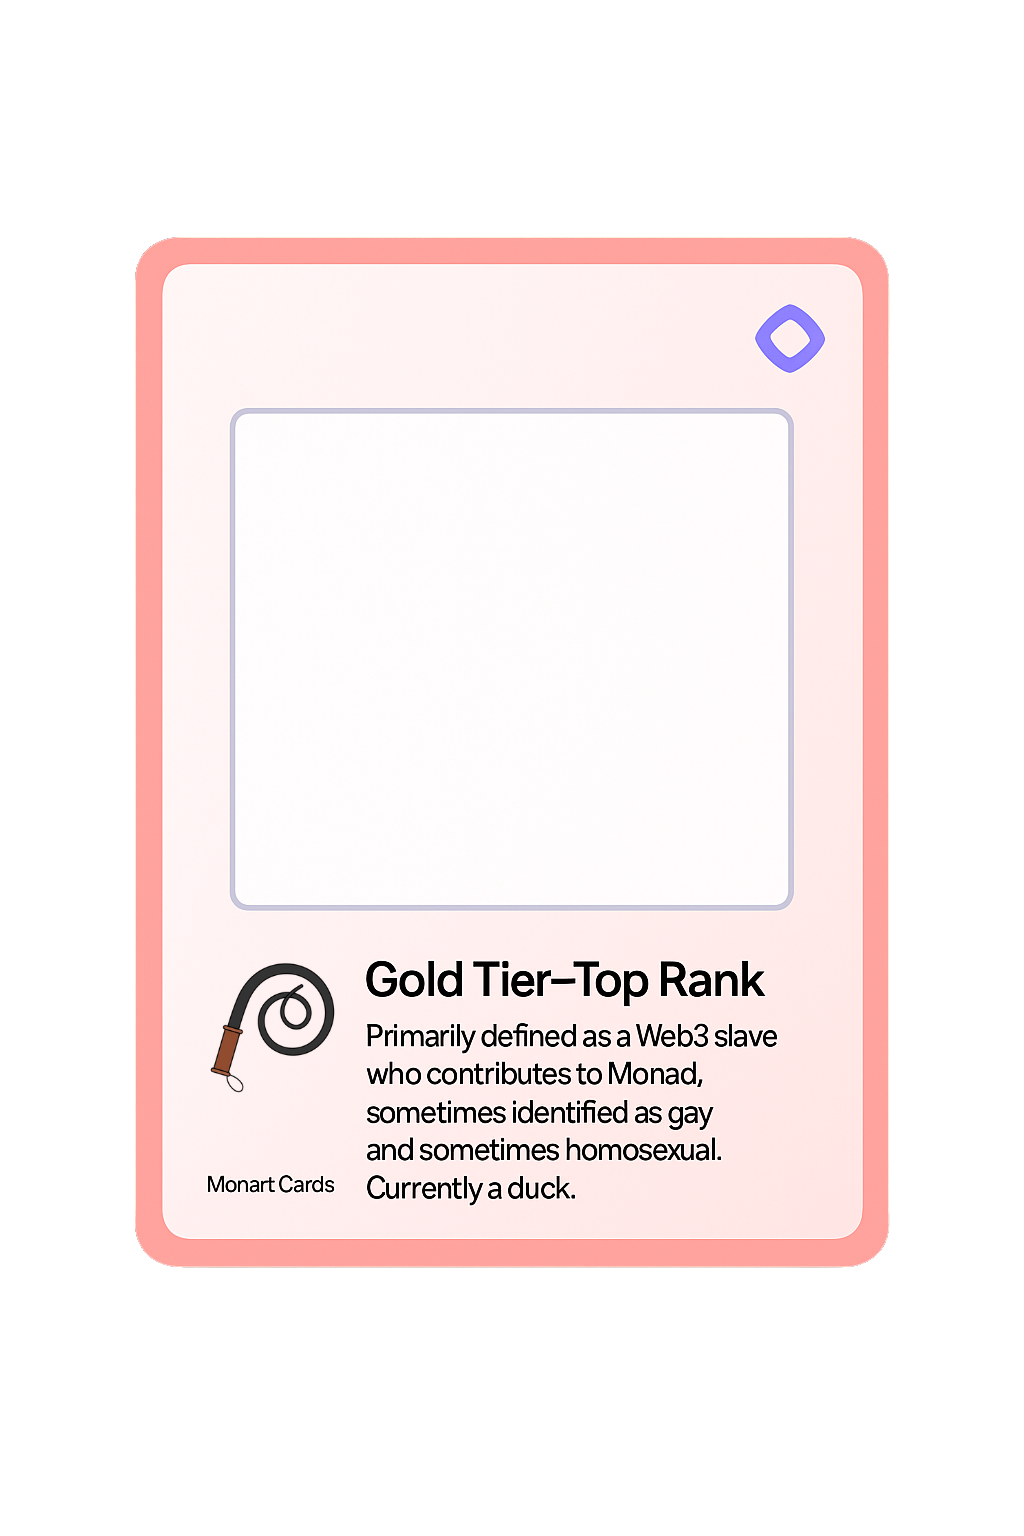 Gold Tier–Top Rank
Primarily defined as a Web3 slave
who contributes to Monad,
sometimes identified as gay
and sometimes homosexual.
Currently a duck.
Monart Cards